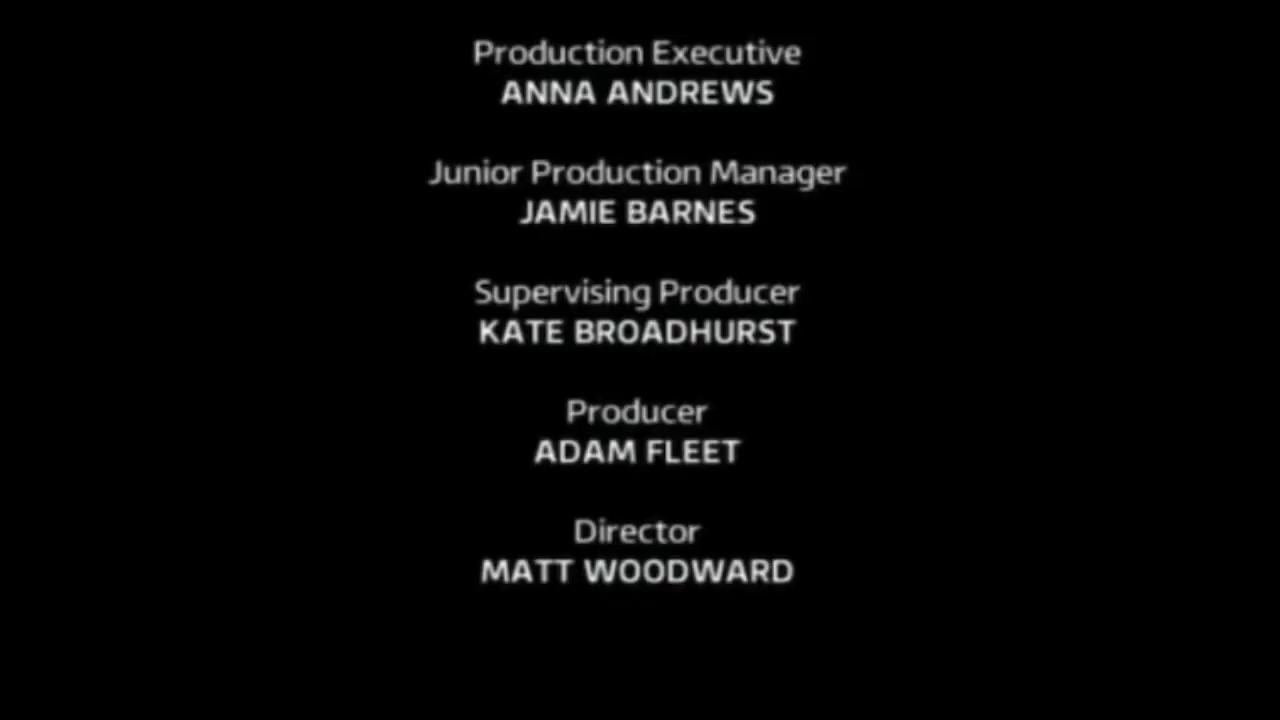 Production Executive
ANNA ANDREWS
Junior Production Manager
JAMIE BARNES
Supervising Producer
KATE BROADHURST
Producer
ADAM FLEET
Director
MATT WOODWARD